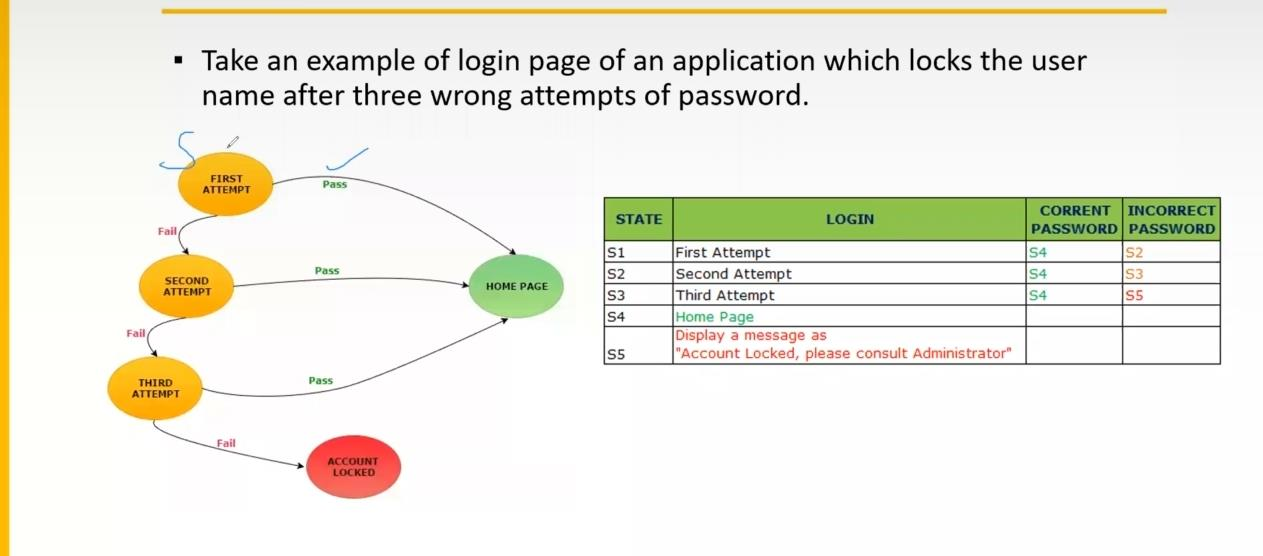 ▪ Take an example of login page of an application which locks the user
name after three wrong attempts of password.
S
FIRST
ATTEMPT
Pass
Fail
SECOND
ATTEMPT
Pass
HOME PAGE
Fail
THIRD
ATTEMPT
Pass
Fail
ACCOUNT
LOCKED
STATE LOGIN CORRENT PASSWORD INCORRECT PASSWORD
S1 First Attempt S4 S2
S2 Second Attempt S4 S3
S3 Third Attempt S4 S5
S4 Home Page
Display a message as
S5 "Account Locked, please consult Administrator"